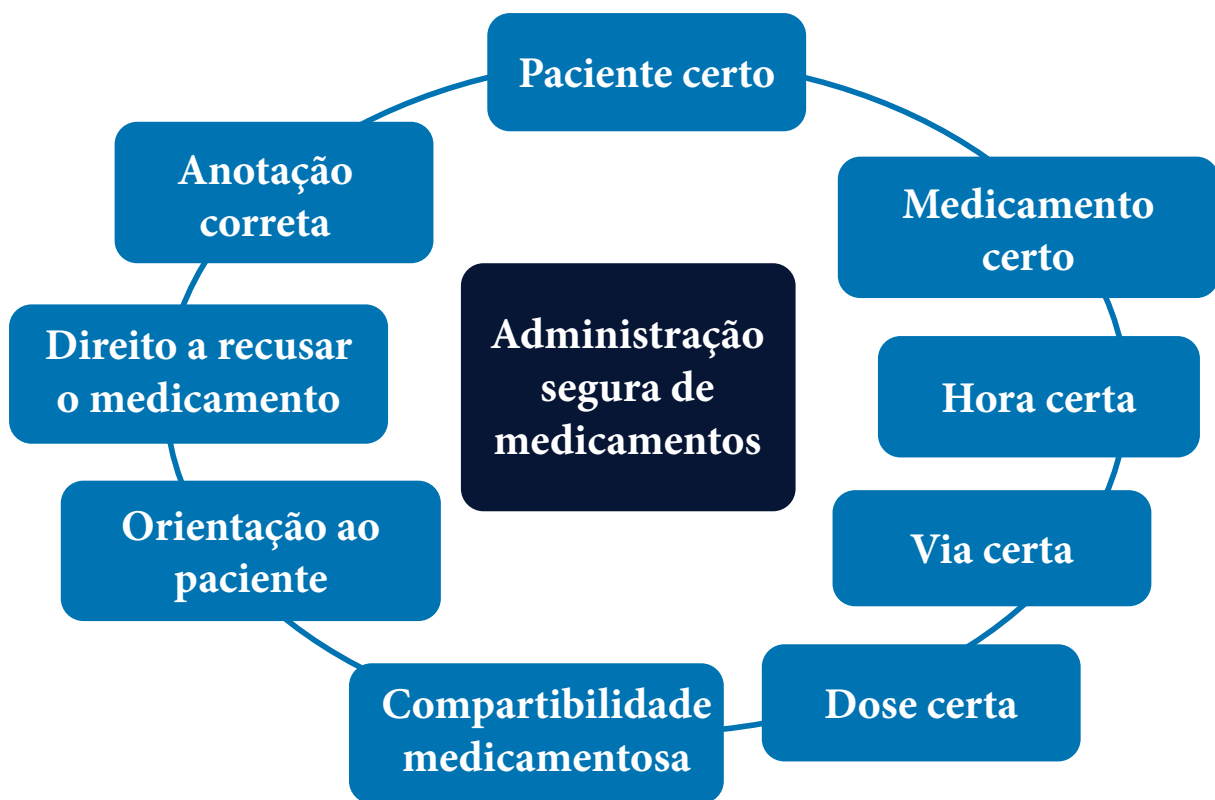 Paciente certo
Medicamento
certo
Hora certa
Via certa
Dose certa
Compartibilidade
medicamentosa
Orientação ao
paciente
Direito a recusar
o medicamento
Anotação
correta
Administração
segura de
medicamentos